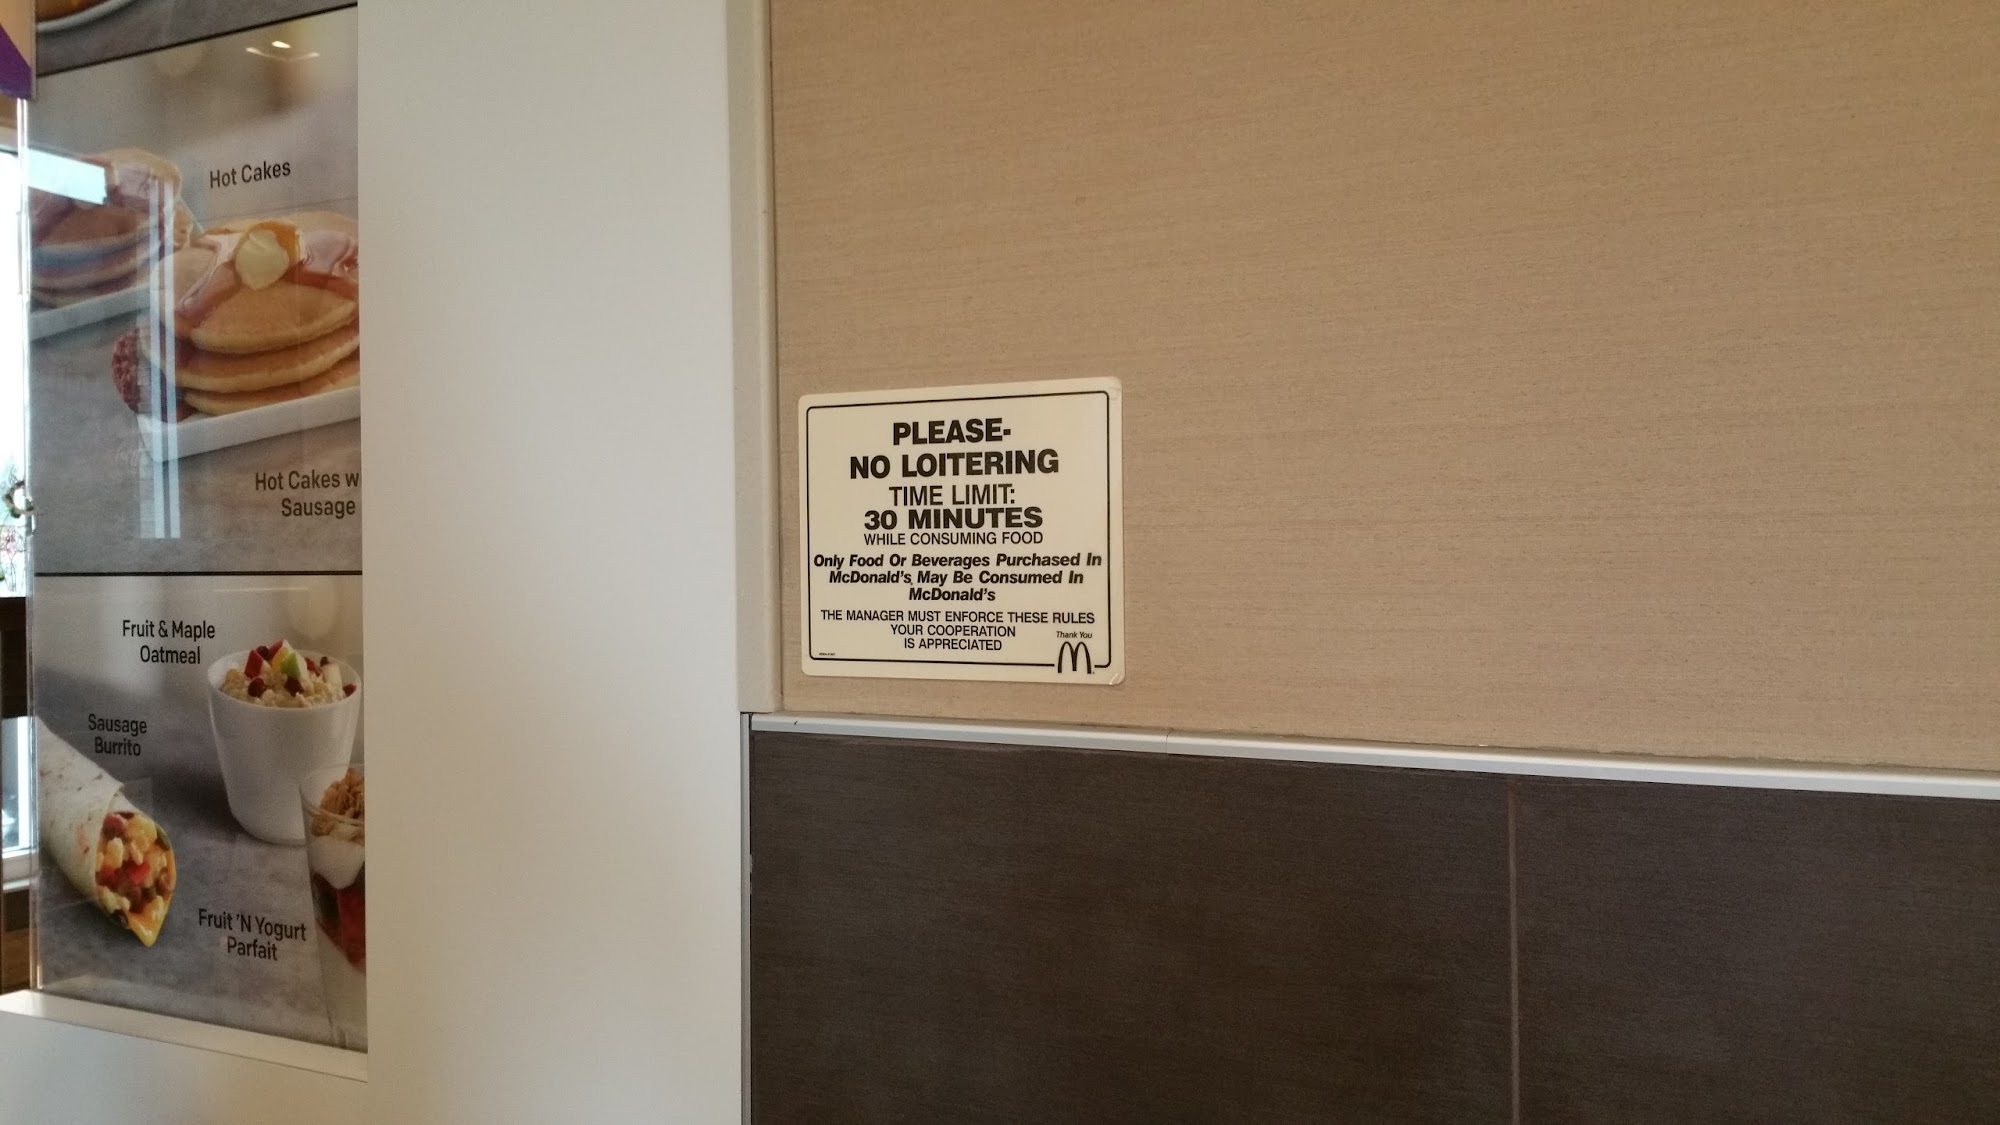 Hot Cakes
Hot Cakes w
Sausage
Fruit & Maple
Oatmeal
Sausage
Burrito
Fruit 'N Yogurt
Parfait
PLEASE-
NO LOITERING
TIME LIMIT:
30 MINUTES
WHILE CONSUMING FOOD
Only Food Or Beverages Purchased In
McDonald's May Be Consumed In
McDonald's
THE MANAGER MUST ENFORCE THESE RULES
YOUR COOPERATION
IS APPRECIATED
Thank You